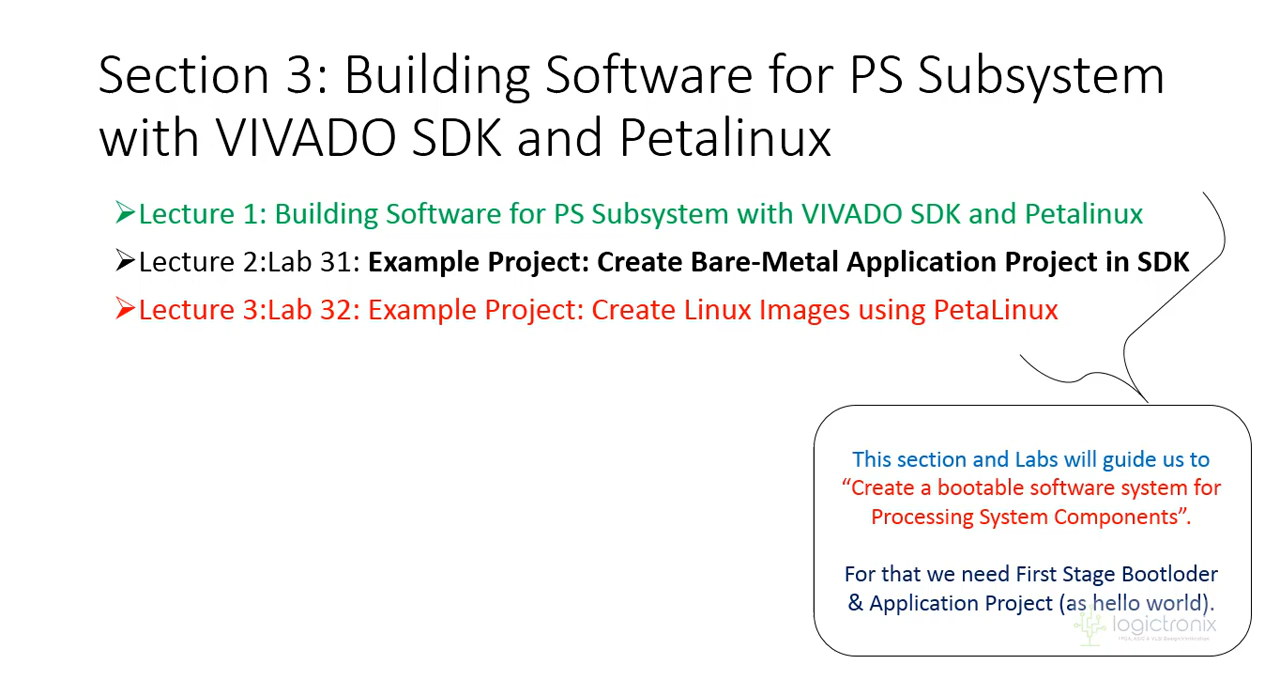 Section 3: Building Software for PS Subsystem
with VIVADO SDK and Petalinux
➢Lecture 1: Building Software for PS Subsystem with VIVADO SDK and Petalinux
➢Lecture 2:Lab 31: Example Project: Create Bare-Metal Application Project in SDK
➢Lecture 3:Lab 32: Example Project: Create Linux Images using PetaLinux
This section and Labs will guide us to
“Create a bootable software system for
Processing System Components”.
For that we need First Stage Bootloder
& Application Project (as hello world).
logictronix